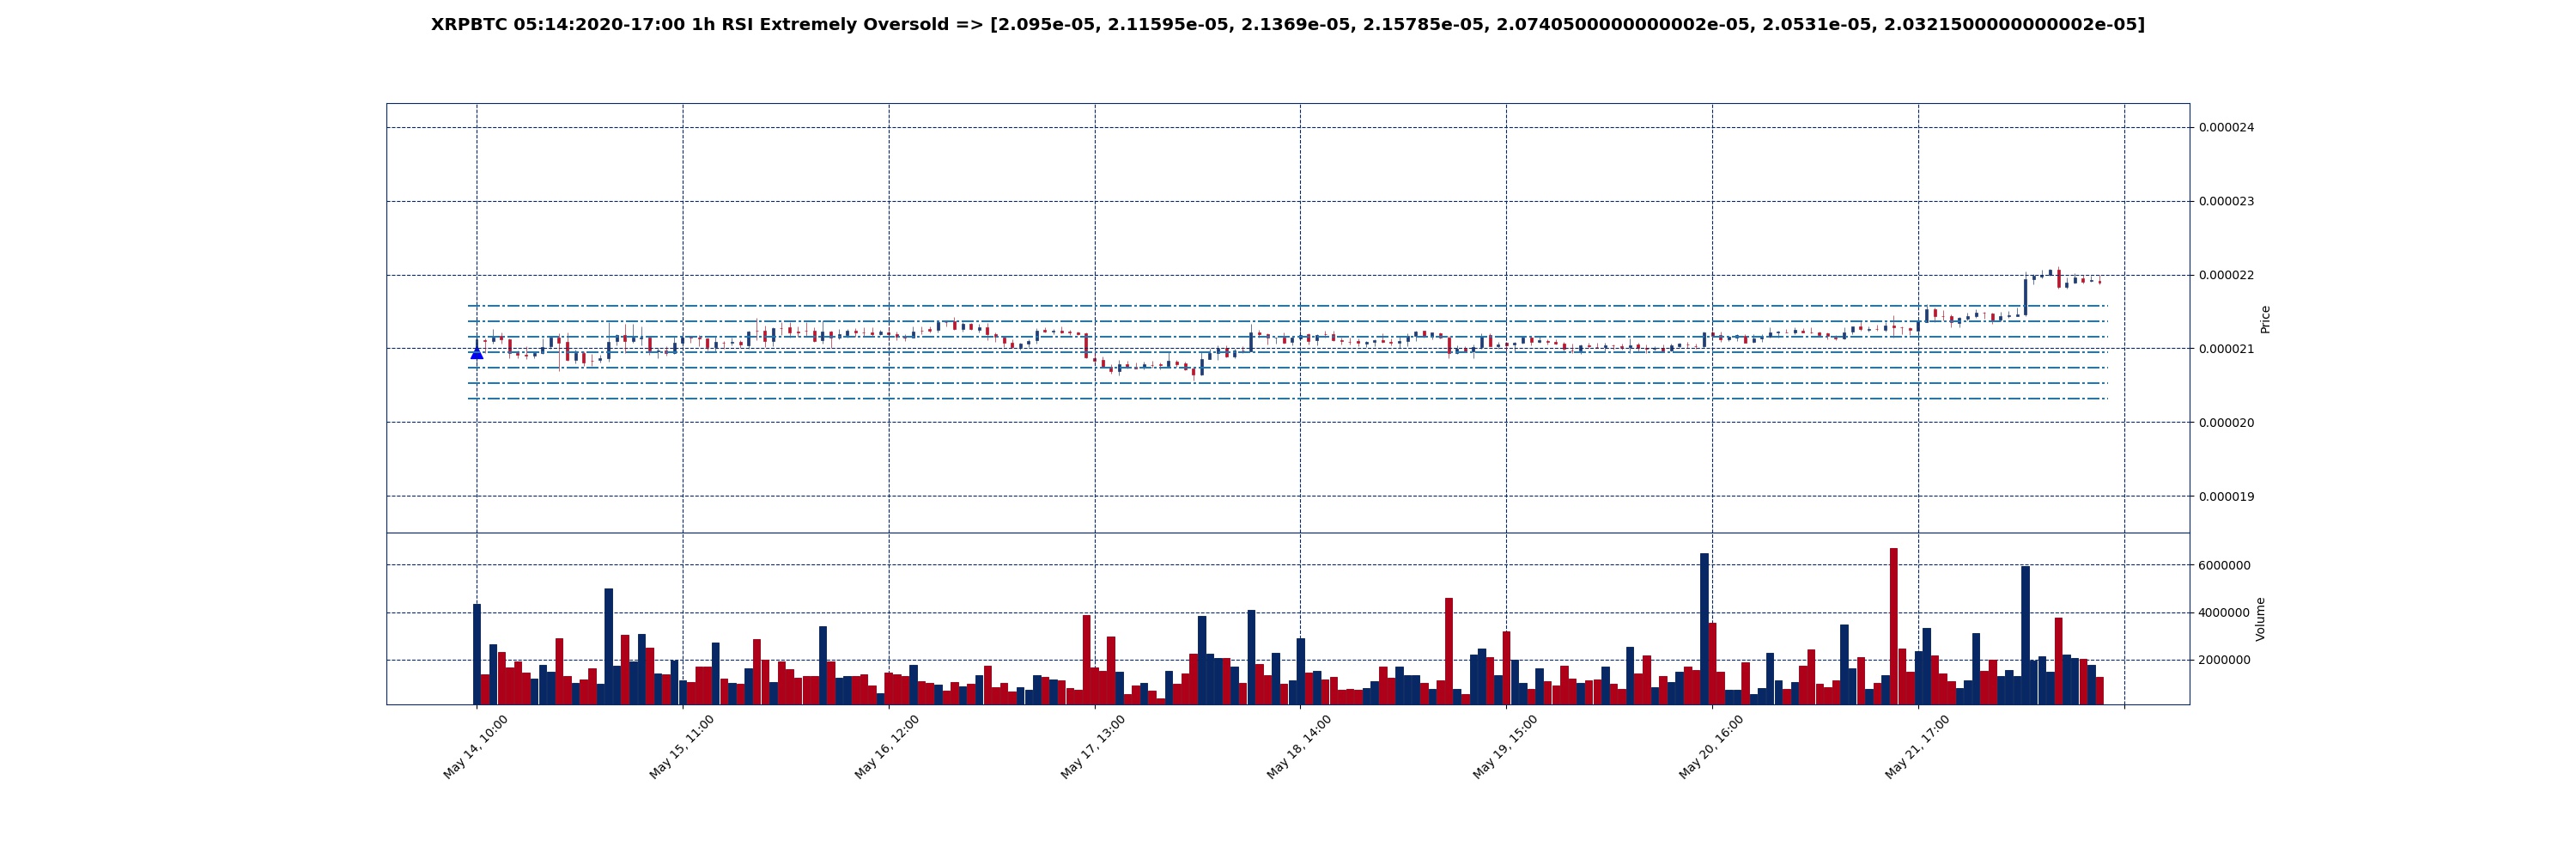 XRPBTC 05:14:2020-17:00 1h RSI Extremely Oversold => [2.095e-05, 2.11595e-05, 2.1369e-05, 2.15785e-05, 2.0740500000000002e-05, 2.0531e-05, 2.0321500000000002e-05]
0.000024
0.000023
0.000022
Price
0.000021
0.000020
0.000019
6000000
Volume
4000000
2000000
May 14, 10:00
May 15, 11:00
May 16, 12:00
May 17, 13:00
May 18, 14:00
May 19, 15:00
May 20, 16:00
May 21, 17:00